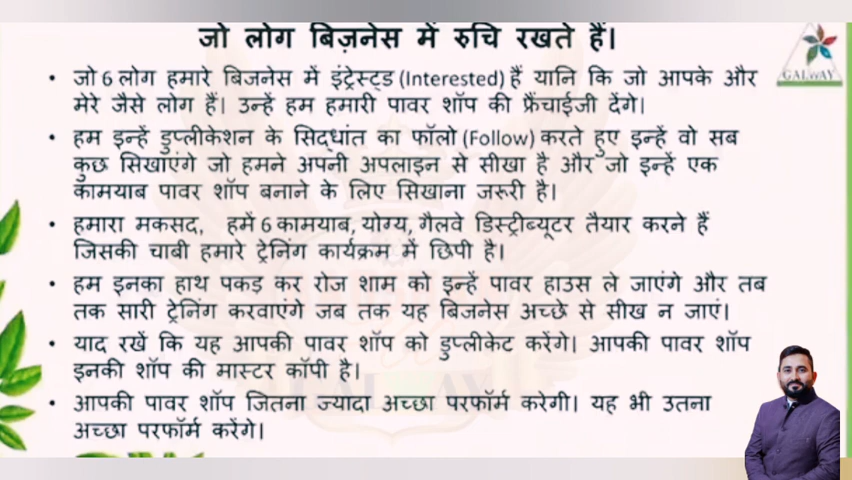 जो लोग बिज़नेस में रुचि रखते हैं।
GALWAY
• जो 6 लोग हमारे बिजनेस में इंट्रेस्ट्ड (Interested) हैं यानि कि जो आपके और
मेरे जैसे लोग हैं। उन्हें हम हमारी पावर शॉप की फ्रैंचाईजी देंगे।
• हम इन्हें डुप्लीकेशन के सिद्धांत का फॉलो (Follow) करते हुए इन्हें वो सब
कुछ सिखाएंगे जो हमने अपनी अपलाइन से सीखा है और जो इन्हें एक
कामयाब पावर शॉप बनाने के लिए सिखाना जरूरी है।
• हमारा मकसद, हमें 6 कामयाब, योग्य, गैलवे डिस्ट्रीब्यूटर तैयार करने हैं
जिसकी चाबी हमारे ट्रेनिंग कार्यक्रम में छिपी है।
• हम इनका हाथ पकड़ कर रोज शाम को इन्हें पावर हाउस ले जाएंगे और तब
तक सारी ट्रेनिंग करवाएंगे जब तक यह बिजनेस अच्छे से सीख न जाएं।
• याद रखें कि यह आपकी पावर शॉप को डुप्लीकेट करेंगे। आपकी पावर शॉप
इनकी शॉप की मास्टर कॉपी है।
• आपकी पावर शॉप जितना ज्यादा अच्छा परफॉर्म करेगी। यह भी उतना
अच्छा परफॉर्म करेंगे।
GALWAY